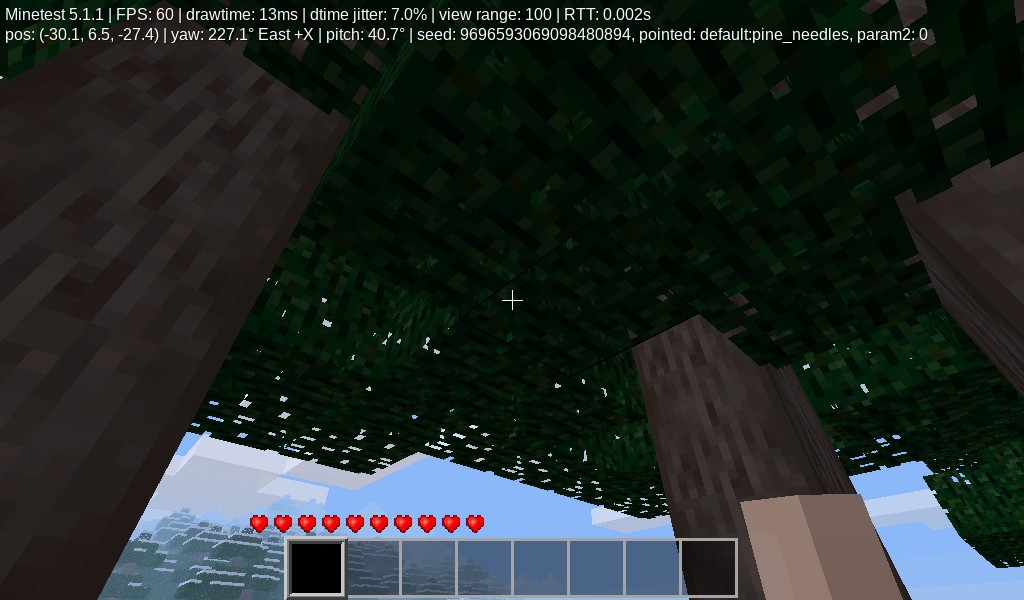 Minetest 5.1.1 | FPS: 60 | drawtime: 13ms | dtime jitter: 7.0% | view range: 100 | RTT: 0.002s
pos: (-30.1, 6.5, -27.4) | yaw: 227.1° East +X | pitch: 40.7° | seed: 9696593069098480894, pointed: default:pine_needles, param2: 0